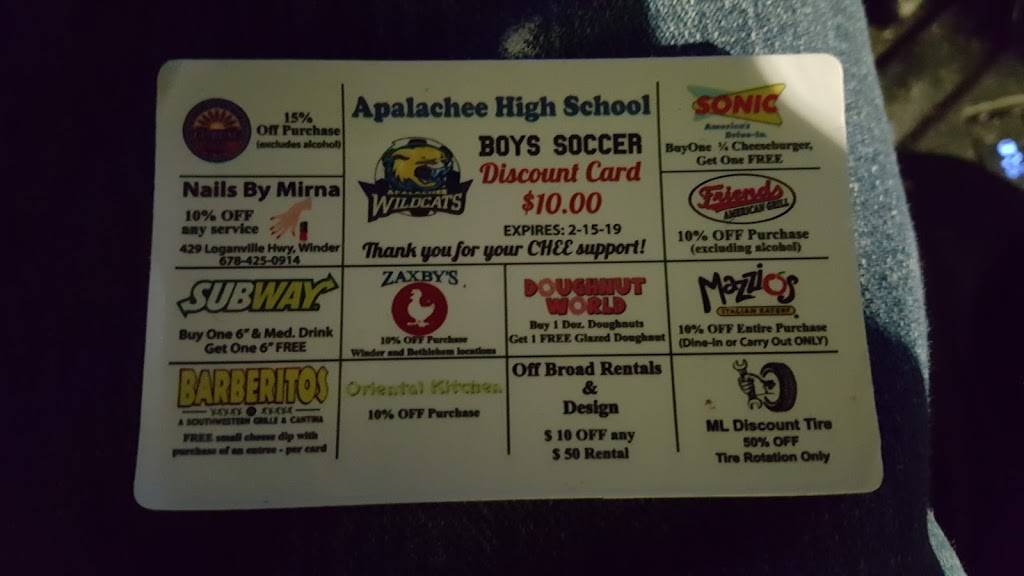 15%
Off Purchase
(excludes alcohol)
Apalachee High School
APALACHEE
WILDCATS
BOYS SOCCER
Discount Card
$10.00
EXPIRES: 2-15-19
Thank you for your CHEE support!
SONIC
America's
Drive-In.
Buy One ¼ Cheeseburger,
Get One FREE
Nails By Mirna
10% OFF
any service
429 Loganville Hwy, Winder
678-425-0914
Friends
AMERICAN GRILL
10% OFF Purchase
(excluding alcohol)
SUBWAY
Buy One 6" & Med. Drink
Get One 6" FREE
ZAXBY'S
10% OFF Purchase
Winder and Bethlehem locations
DOUGHNUT
WORLD
Buy 1 Doz. Doughnuts
Get 1 FREE Glazed Doughnut
Mazzio's
ITALIAN EATERY
10% OFF Entire Purchase
(Dine-In or Carry Out ONLY)
BARBERITOS
A SOUTHWESTERN GRILLE & CANTINA
FREE small cheese dip with
purchase of an entree - per card
Oriental Kitchen
10% OFF Purchase
Off Broad Rentals
&
Design
$ 10 OFF any
$ 50 Rental
ML Discount Tire
50% OFF
Tire Rotation Only